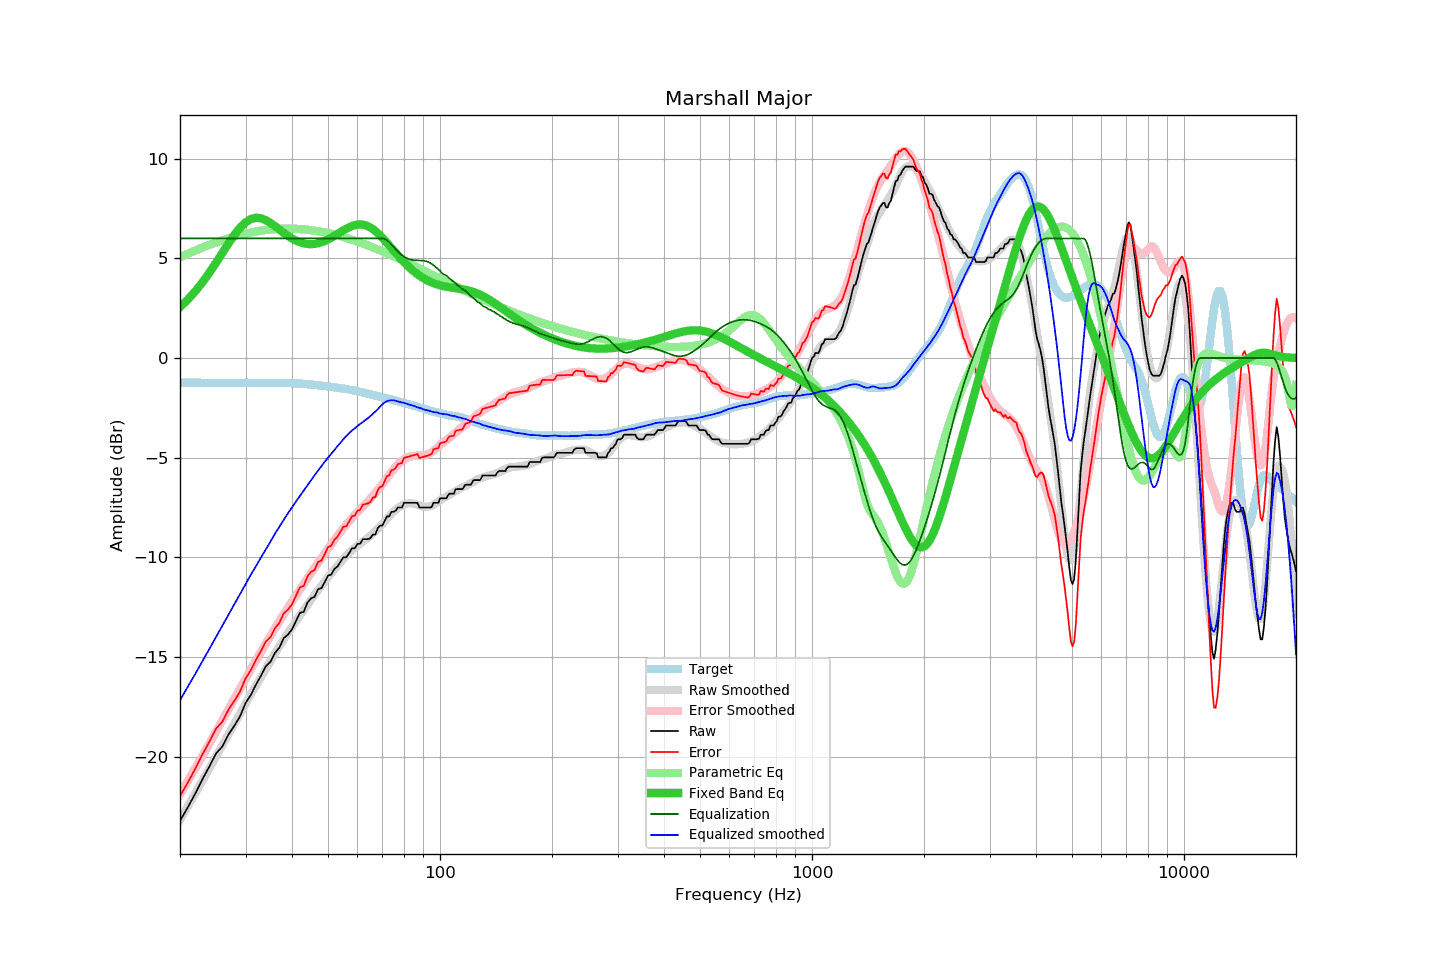 Marshall Major
10
5
0
−5
−10
−15
−20
Amplitude (dBr)
Target
Raw Smoothed
Error Smoothed
Raw
Error
Parametric Eq
Fixed Band Eq
Equalization
Equalized smoothed
100 1000 10000
Frequency (Hz)